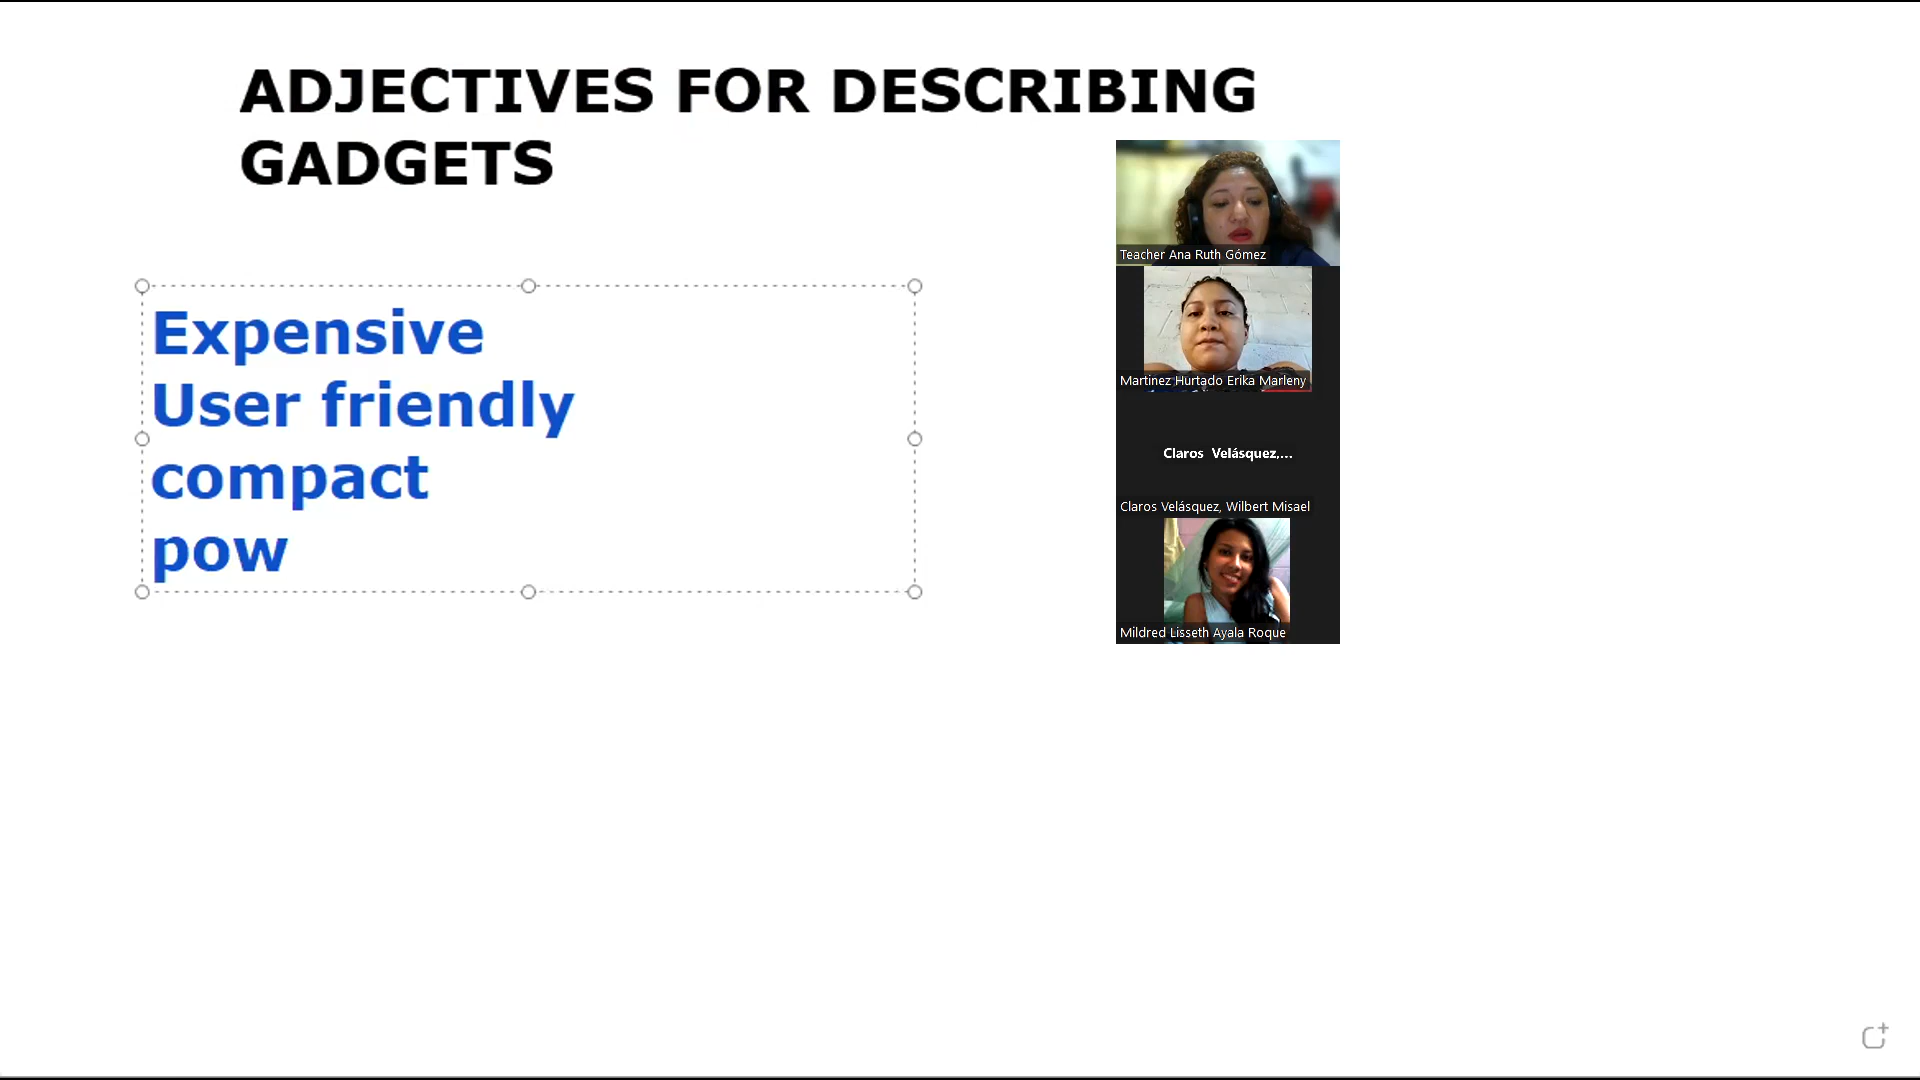 ADJECTIVES FOR DESCRIBING
GADGETS
Expensive
User friendly
compact
pow
Teacher Ana Ruth Gómez
Martinez Hurtado Erika Marleny
Claros Velásquez,...
Claros Velásquez, Wilbert Misael
Mildred Lisseth Ayala Roque